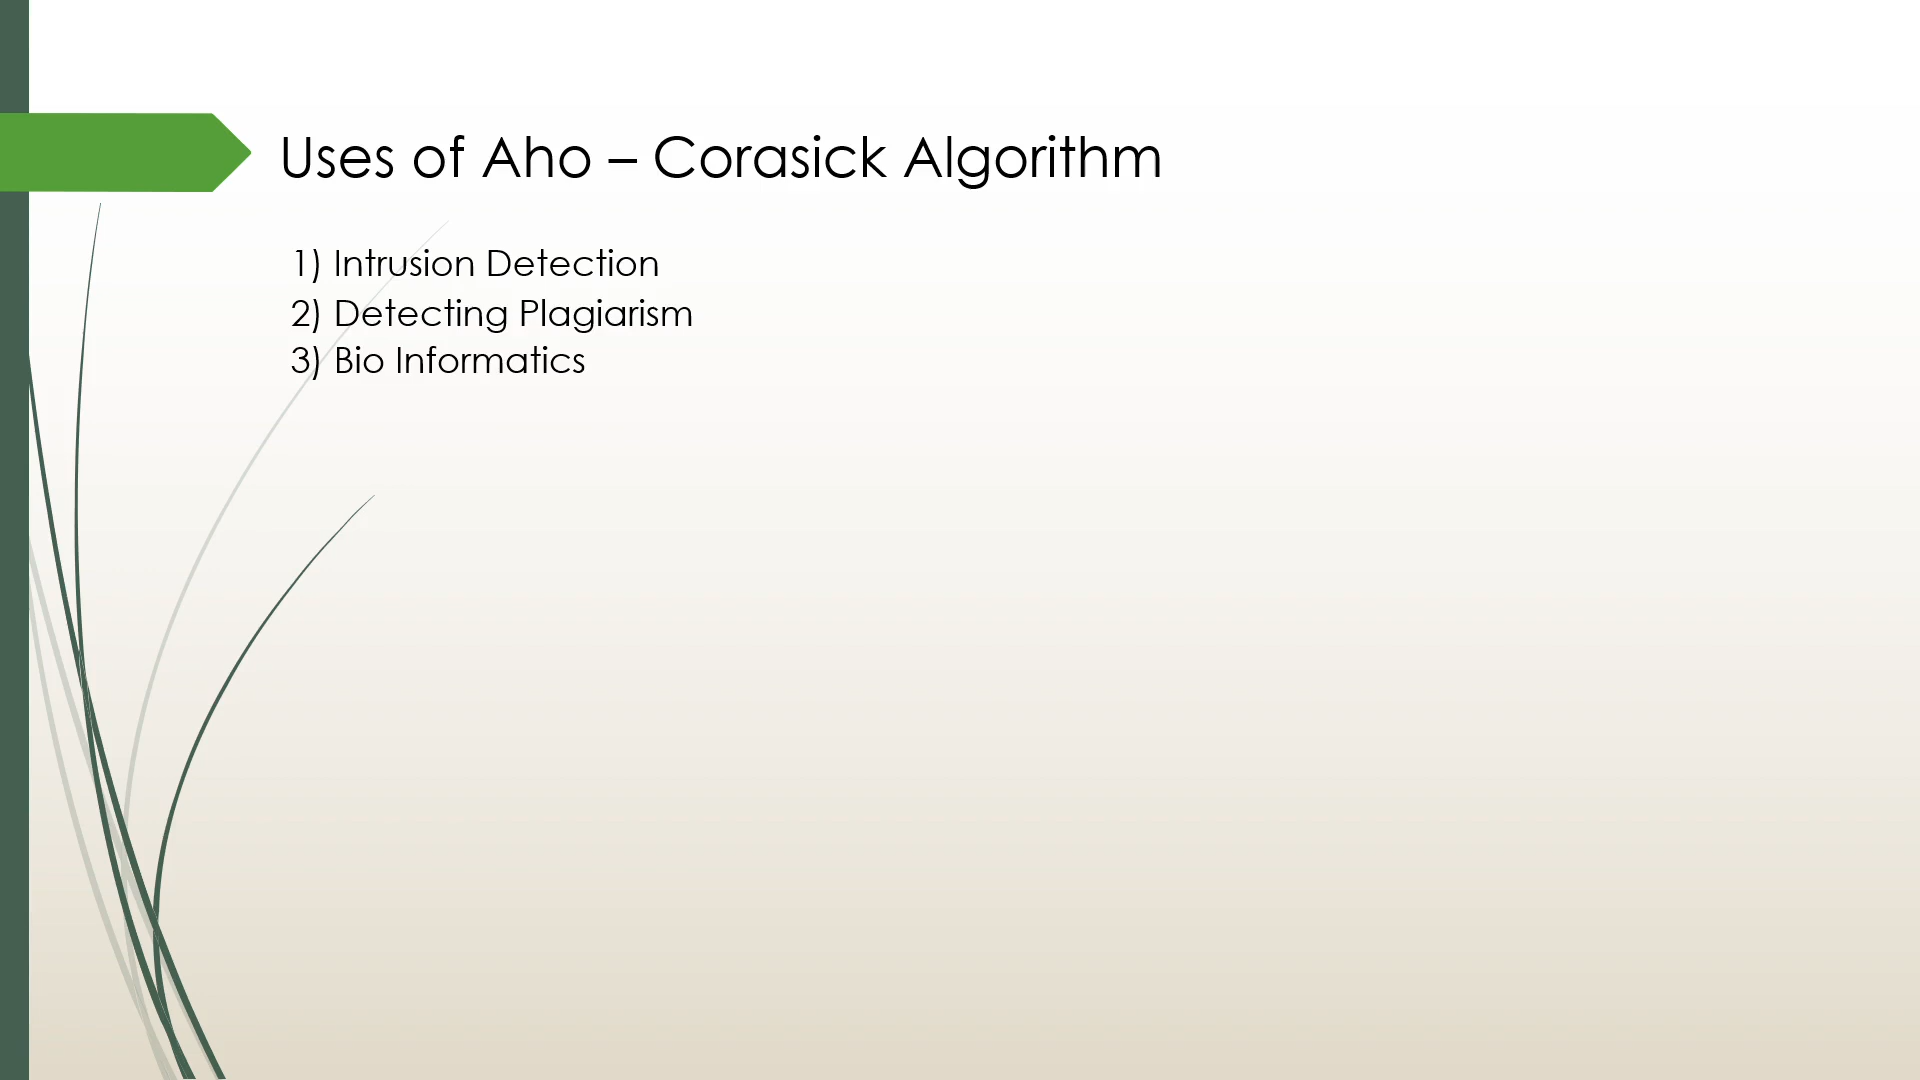 Uses of Aho – Corasick Algorithm
1) Intrusion Detection
2) Detecting Plagiarism
3) Bio Informatics